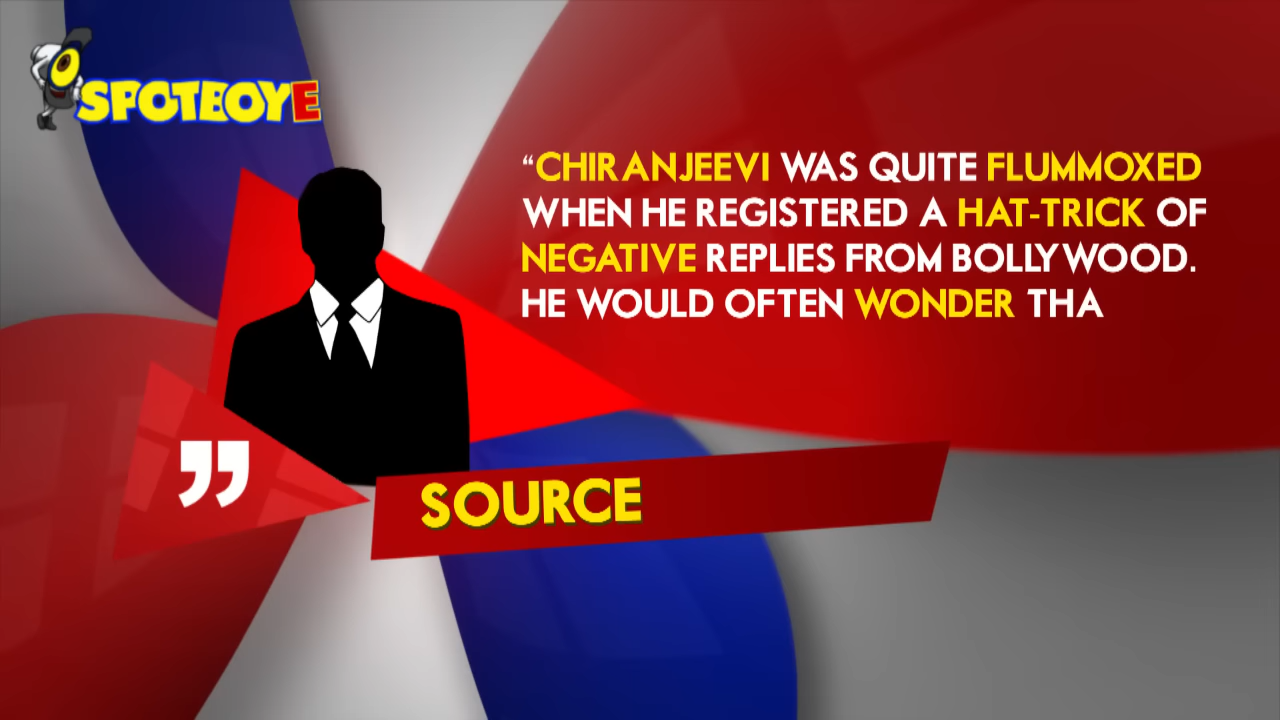 SPOTBOYE
“CHIRANJEEVI WAS QUITE FLUMMOXED
WHEN HE REGISTERED A HAT-TRICK OF
NEGATIVE REPLIES FROM BOLLYWOOD.
HE WOULD OFTEN WONDER THA
”
SOURCE